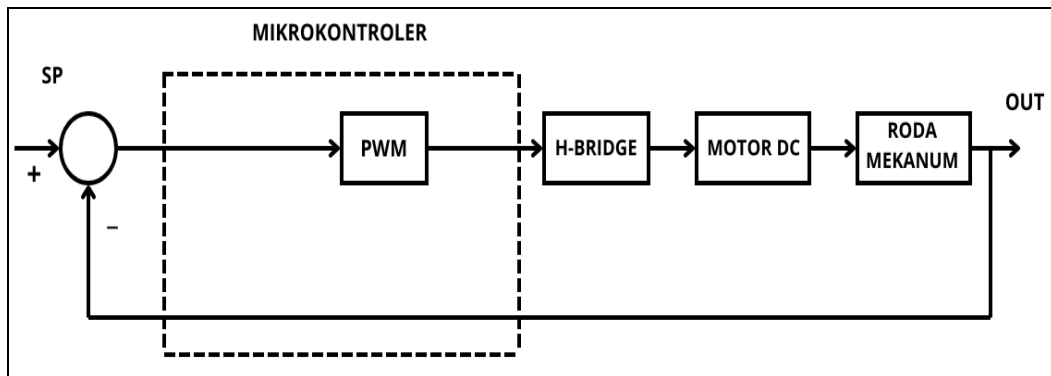 MIKROKONTROLER
SP
OUT
+
PWM
H-BRIDGE
MOTOR DC
RODA
MEKANUM
–